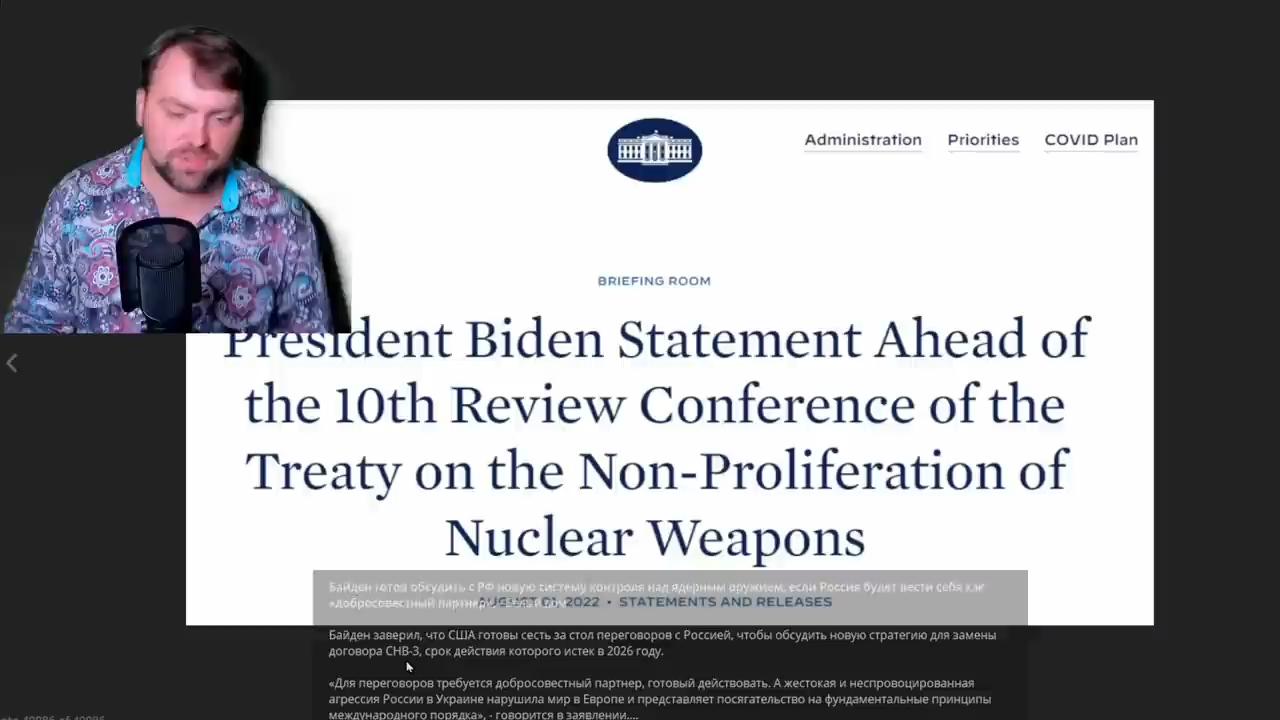 Administration Priorities COVID Plan
BRIEFING ROOM
President Biden Statement Ahead of
the 10th Review Conference of the
Treaty on the Non-Proliferation of
Nuclear Weapons
Байден готов обсудить с РФ новую систему контроля над ядерным оружием, если Россия будет вести себя как
«добросовестный партнер»
2022 • STATEMENTS AND RELEASES
Байден заверил, что США готовы сесть за стол переговоров с Россией, чтобы обсудить новую стратегию для замены
договора СНВ-3, срок действия которого истек в 2026 году.
«Для переговоров требуется добросовестный партнер, готовый действовать. А жестокая и неспровоцированная
агрессия России в Украине нарушила мир в Европе и представляет посягательство на фундаментальные принципы
международного порядка», - говорится в заявлении....